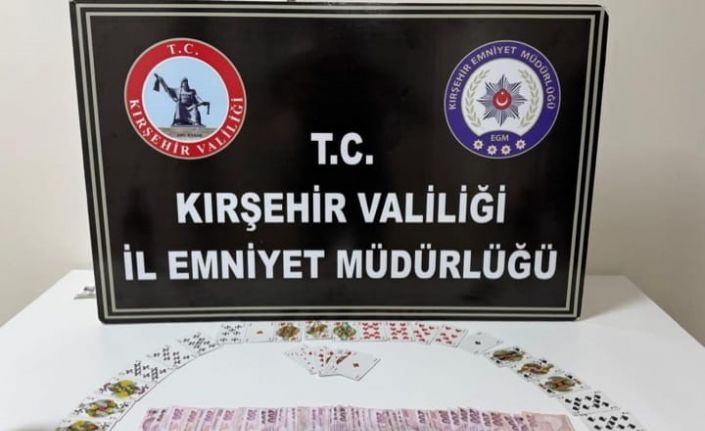 T.C.
KIRŞEHİR VALİLİĞİ
KIRŞEHİR EMNİYET MÜDÜRLÜĞÜ
EGM
T.C.
KIRŞEHİR VALİLİĞİ
İL EMNİYET MÜDÜRLÜĞÜ